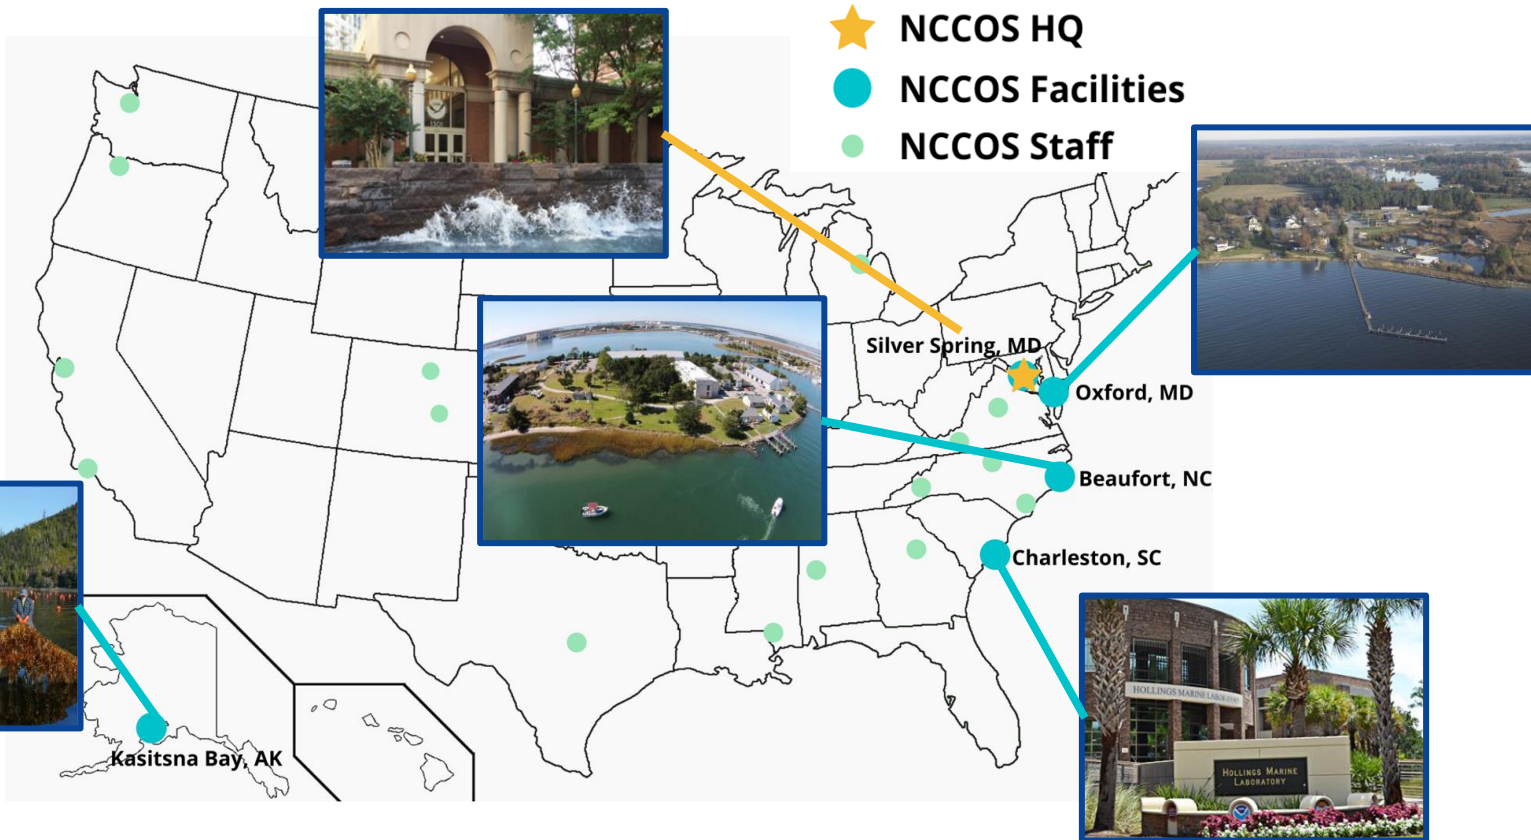 NCCOS HQ
NCCOS Facilities
NCCOS Staff
Silver Spring, MD
Oxford, MD
Beaufort, NC
Charleston, SC
Kasitsna Bay, AK
HOLLINGS MARINE LABORATORY
HOLLINGS MARINE
LABORATORY